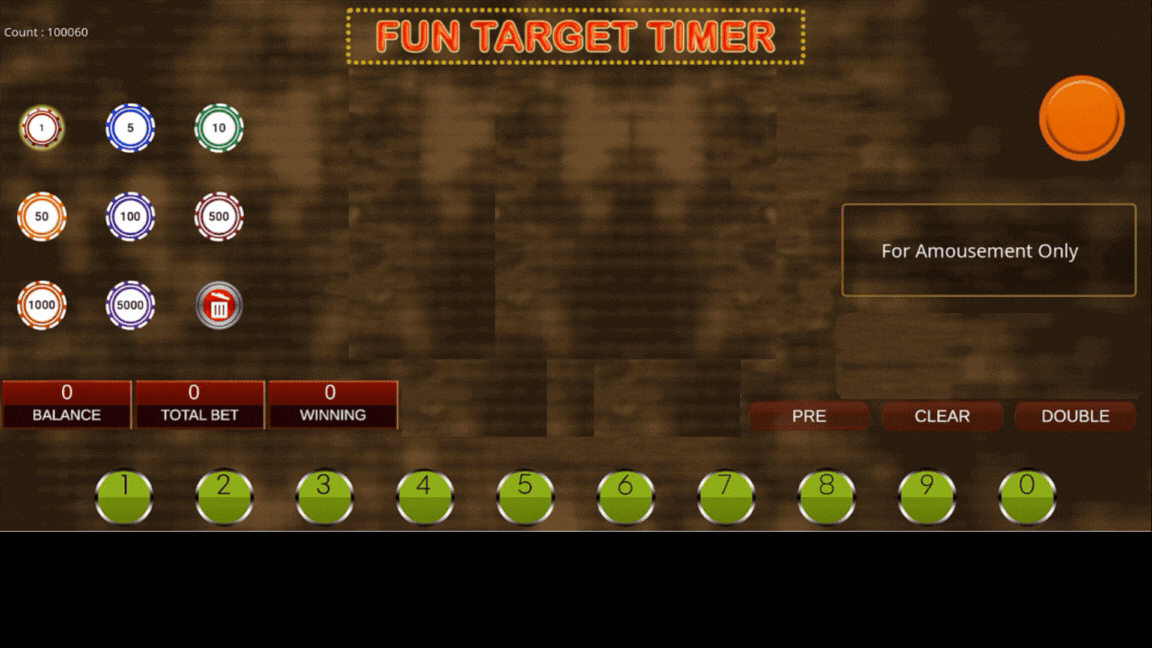 Count : 100060
FUN TARGET TIMER
1 5 10
50 100 500
For Amousement Only
1000 5000
0 0 0
BALANCE TOTAL BET WINNING
PRE CLEAR DOUBLE
1 2 3 4 5 6 7 8 9 0